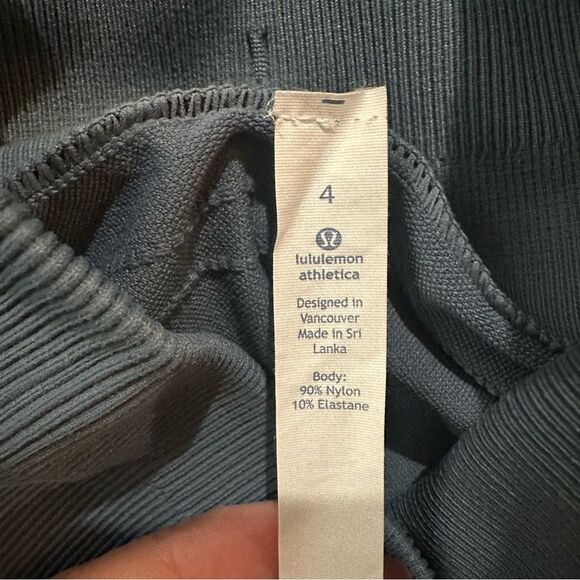 4
lululemon
athletica
Designed in
Vancouver
Made in Sri
Lanka
Body:
90% Nylon
10% Elastane